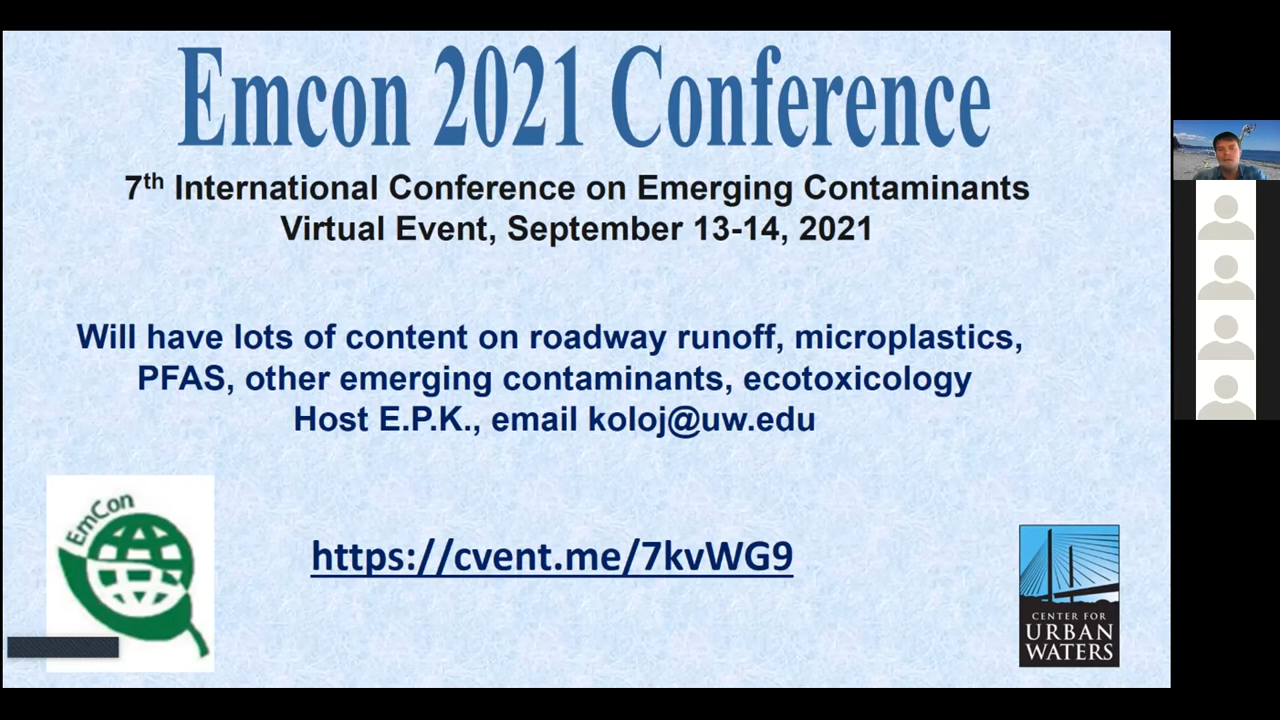 Emcon 2021 Conference
7th International Conference on Emerging Contaminants
Virtual Event, September 13-14, 2021
Will have lots of content on roadway runoff, microplastics,
PFAS, other emerging contaminants, ecotoxicology
Host E.P.K., email koloj@uw.edu
EmCon
https://cvent.me/7kvWG9
CENTER FOR
URBAN
WATERS